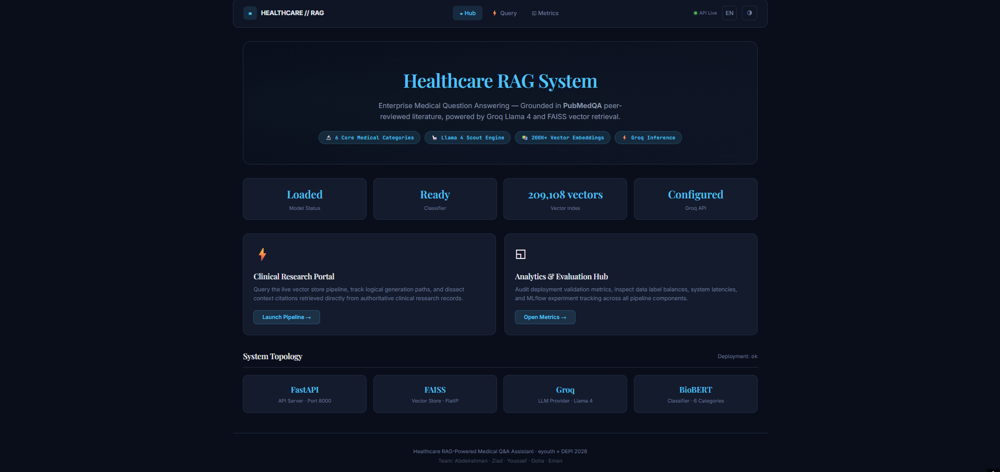 HEALTHCARE // RAG
Hub
Query
Metrics
API Live
EN
Healthcare RAG System
Enterprise Medical Question Answering — Grounded in PubMedQA peer-
reviewed literature, powered by Groq Llama 4 and FAISS vector retrieval.
6 Core Medical Categories
Llama 4 Scout Engine
200K+ Vector Embeddings
Groq Inference
Loaded
Model Status
Ready
Classifier
209,108 vectors
Vector Index
Configured
Groq API
Clinical Research Portal
Query the live vector store pipeline, track logical generation paths, and dissect
context citations retrieved directly from authoritative clinical research records.
Launch Pipeline →
Analytics & Evaluation Hub
Audit deployment validation metrics, inspect data label balances, system latencies,
and MLflow experiment tracking across all pipeline components.
Open Metrics →
System Topology
Deployment: ok
FastAPI
API Server · Port 8000
FAISS
Vector Store · FlatIP
Groq
LLM Provider · Llama 4
BioBERT
Classifier · 6 Categories
Healthcare RAG-Powered Medical Q&A Assistant · eyouth × DEPI 2026
Team: Abdelrahman · Ziad · Youssef · Doha · Eman